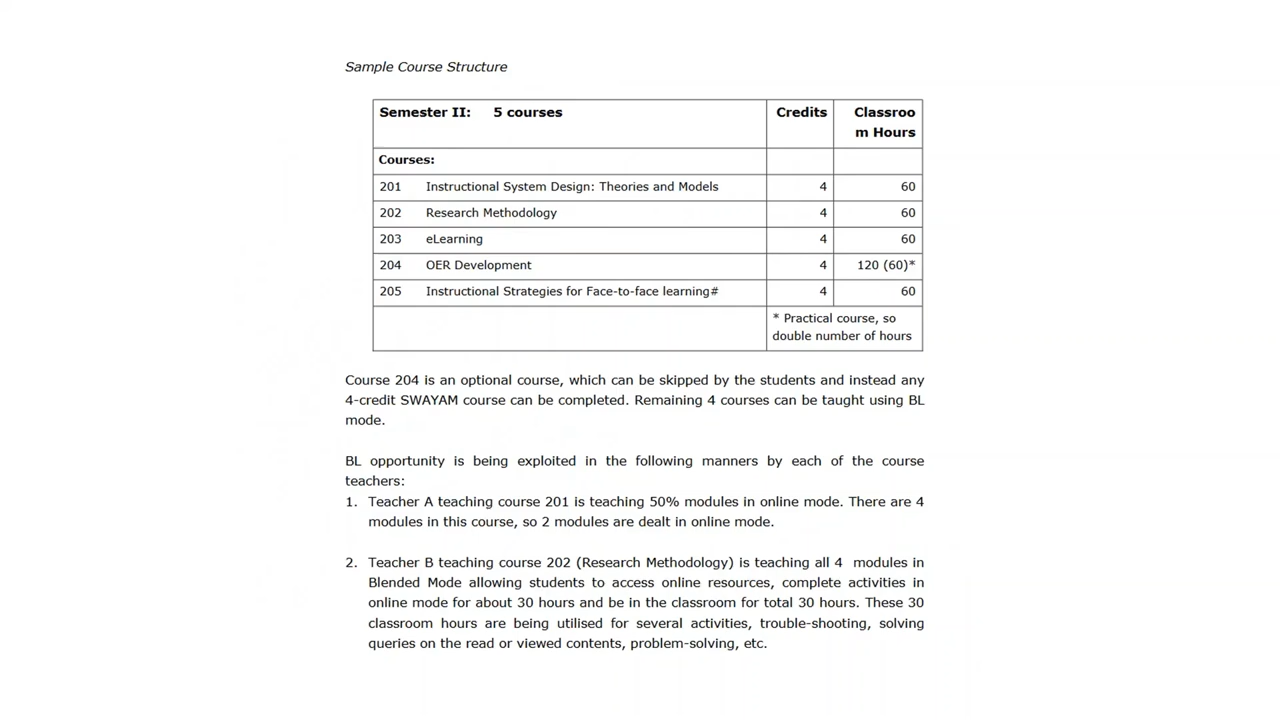 Sample Course Structure
Semester II: 5 courses Credits Classroo
m Hours
Courses:
201 Instructional System Design: Theories and Models 4 60
202 Research Methodology 4 60
203 eLearning 4 60
204 OER Development 4 120 (60)*
205 Instructional Strategies for Face-to-face learning# 4 60
* Practical course, so
double number of hours
Course 204 is an optional course, which can be skipped by the students and instead any
4-credit SWAYAM course can be completed. Remaining 4 courses can be taught using BL
mode.
BL opportunity is being exploited in the following manners by each of the course
teachers:
1. Teacher A teaching course 201 is teaching 50% modules in online mode. There are 4
modules in this course, so 2 modules are dealt in online mode.
2. Teacher B teaching course 202 (Research Methodology) is teaching all 4 modules in
Blended Mode allowing students to access online resources, complete activities in
online mode for about 30 hours and be in the classroom for total 30 hours. These 30
classroom hours are being utilised for several activities, trouble-shooting, solving
queries on the read or viewed contents, problem-solving, etc.